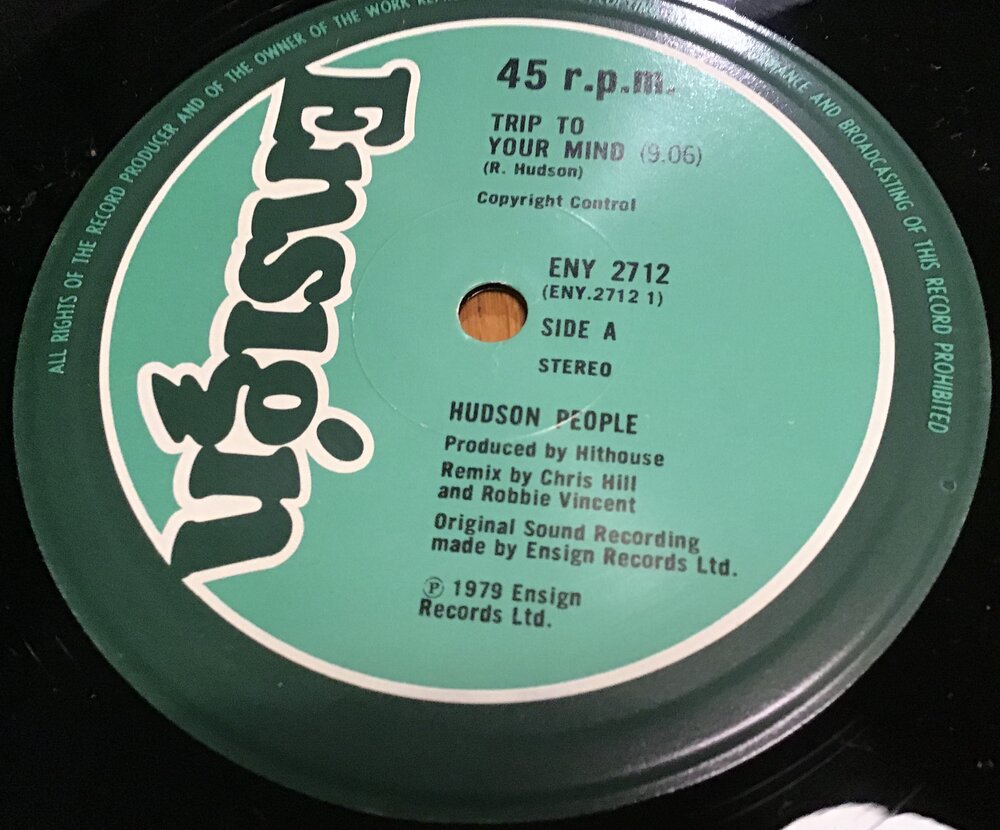 ALL RIGHTS OF THE RECORD PRODUCER AND OF THE OWNER OF THE WORK
AND BROADCASTING OF THIS RECORD PROHIBITED
Ensign
45 r.p.m.
TRIP TO
YOUR MIND (9.06)
(R. Hudson)
Copyright Control
ENY 2712
(ENY.2712 1)
SIDE A
STEREO
HUDSON PEOPLE
Produced by Hithouse
Remix by Chris Hill
and Robbie Vincent
Original Sound Recording
made by Ensign Records Ltd.
Ⓟ 1979 Ensign
Records Ltd.